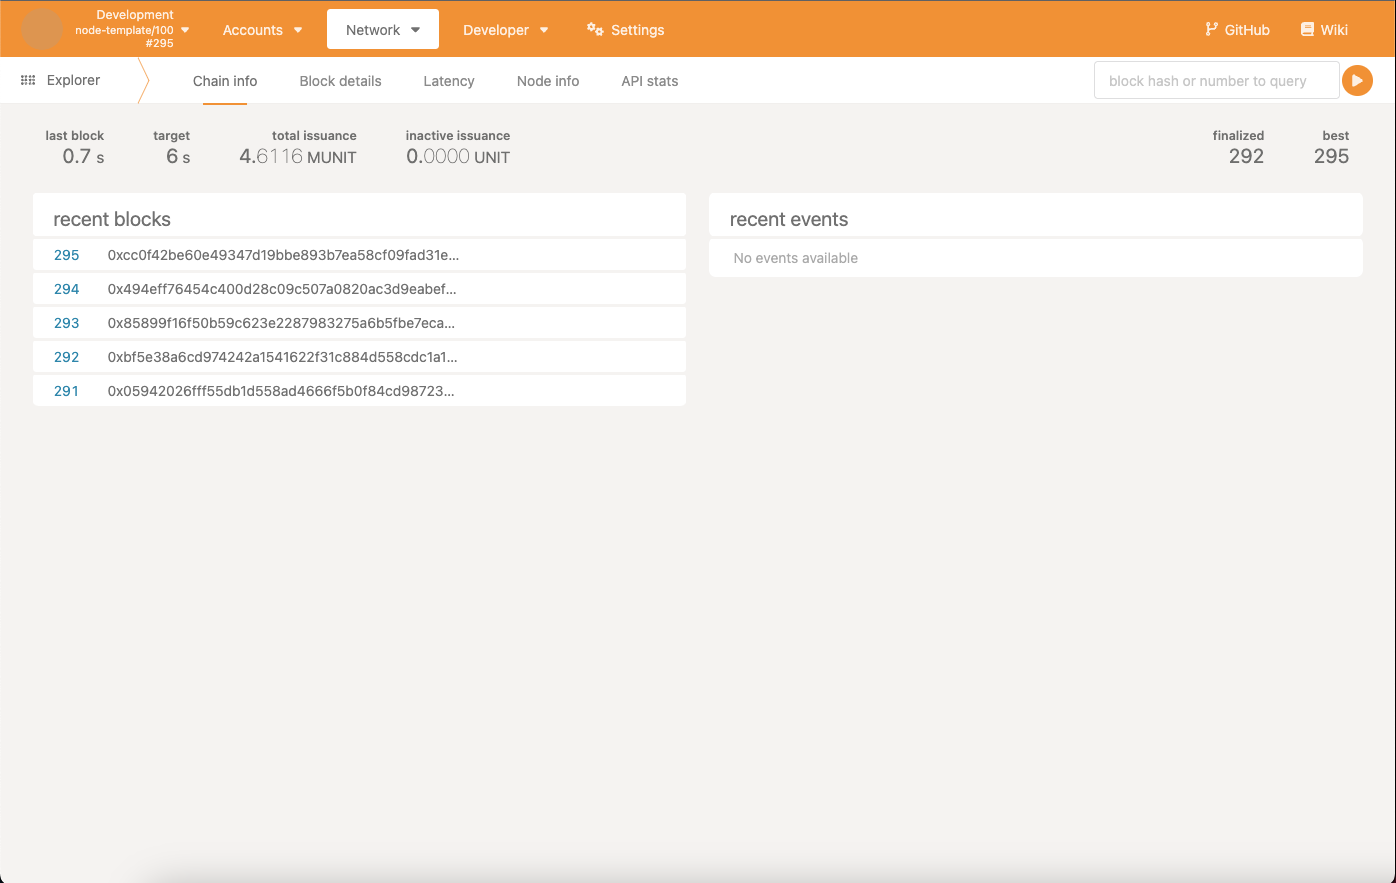 Development
node-template/100
#295
Accounts
Network
Developer
Settings
GitHub
Wiki
Explorer
Chain info
Block details
Latency
Node info
API stats
block hash or number to query
last block
0.7 s
target
6 s
total issuance
4.6116 MUNIT
inactive issuance
0.0000 UNIT
finalized
292
best
295
recent blocks
295 0xcc0f42be60e49347d19bbe893b7ea58cf09fad31e...
294 0x494eff76454c400d28c09c507a0820ac3d9eabef...
293 0x85899f16f50b59c623e2287983275a6b5fbe7eca...
292 0xbf5e38a6cd974242a1541622f31c884d558cdc1a1...
291 0x05942026fff55db1d558ad4666f5b0f84cd98723...
recent events
No events available